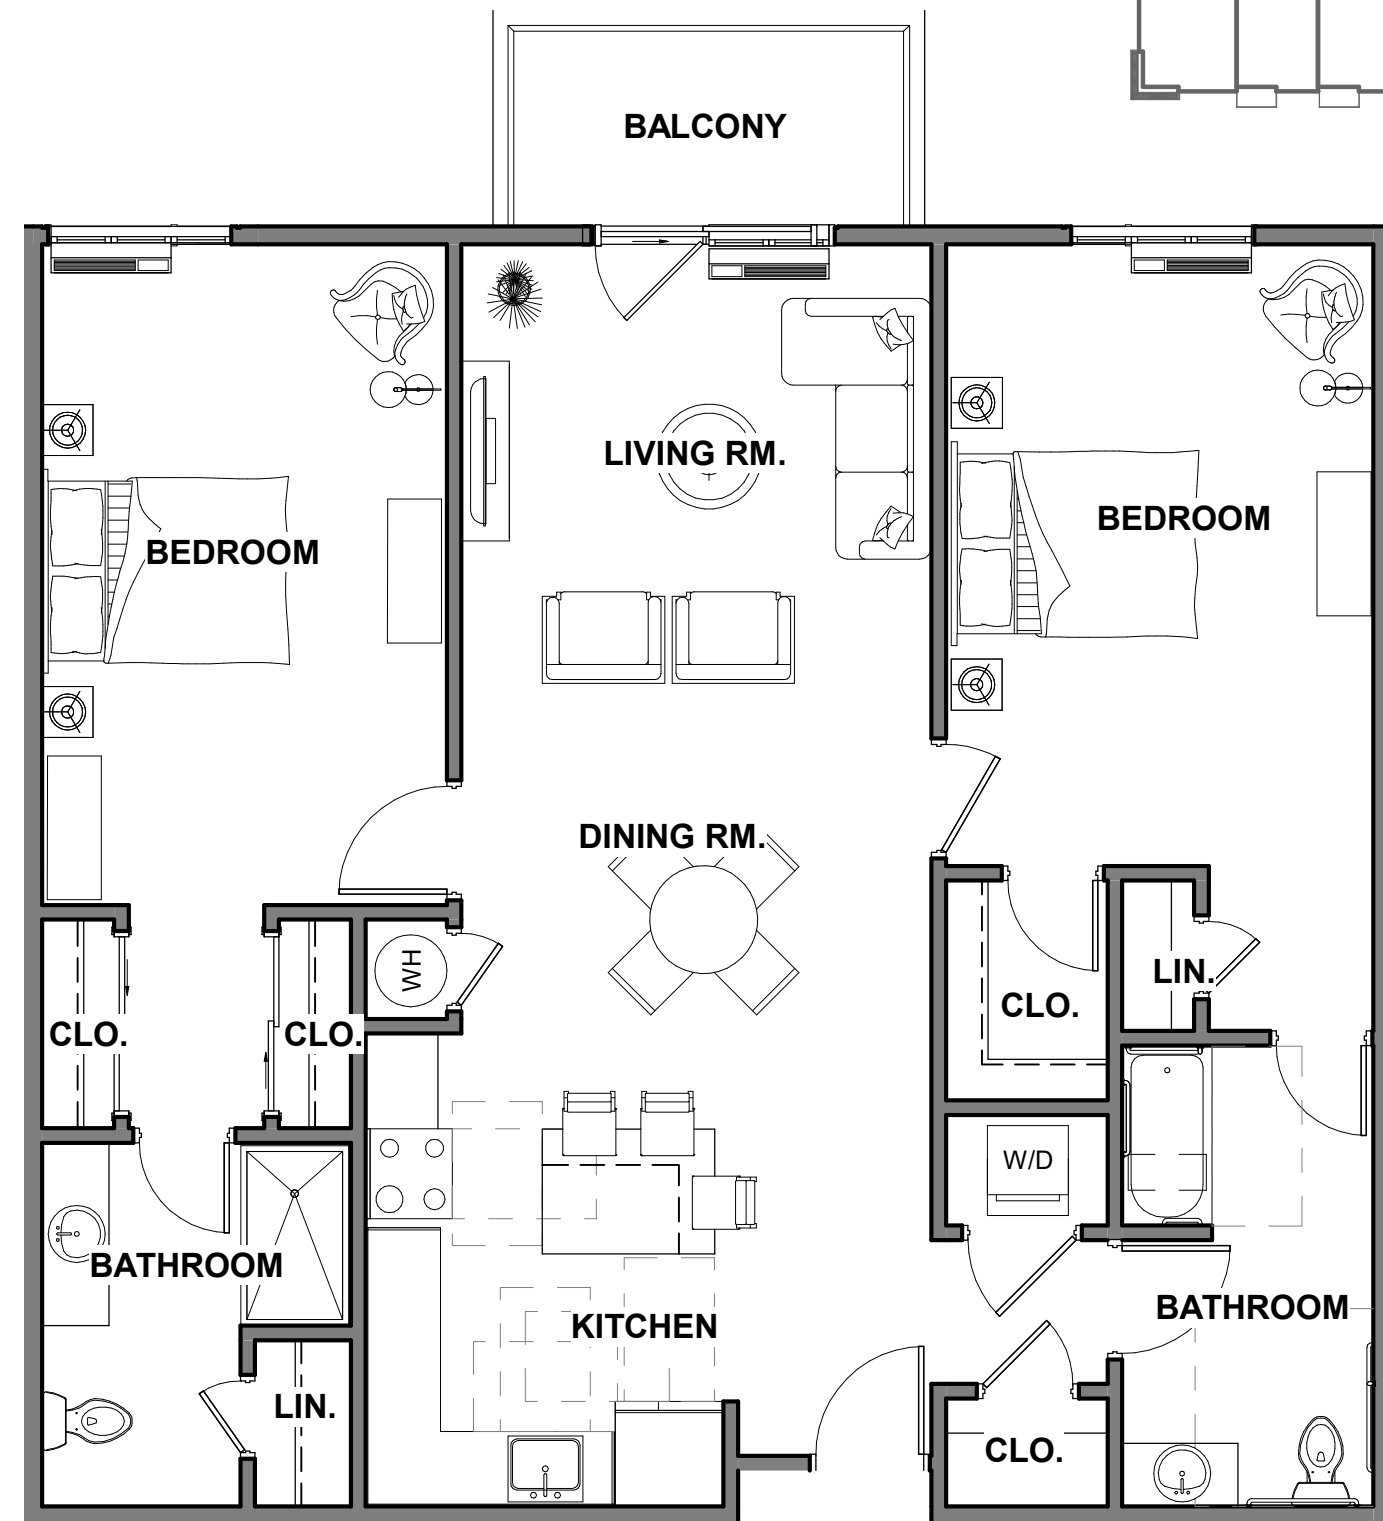 BALCONY
LIVING RM.
BEDROOM
BEDROOM
DINING RM.
WH
LIN.
CLO.
CLO.
CLO.
W/D
BATHROOM
BATHROOM
KITCHEN
LIN.
CLO.